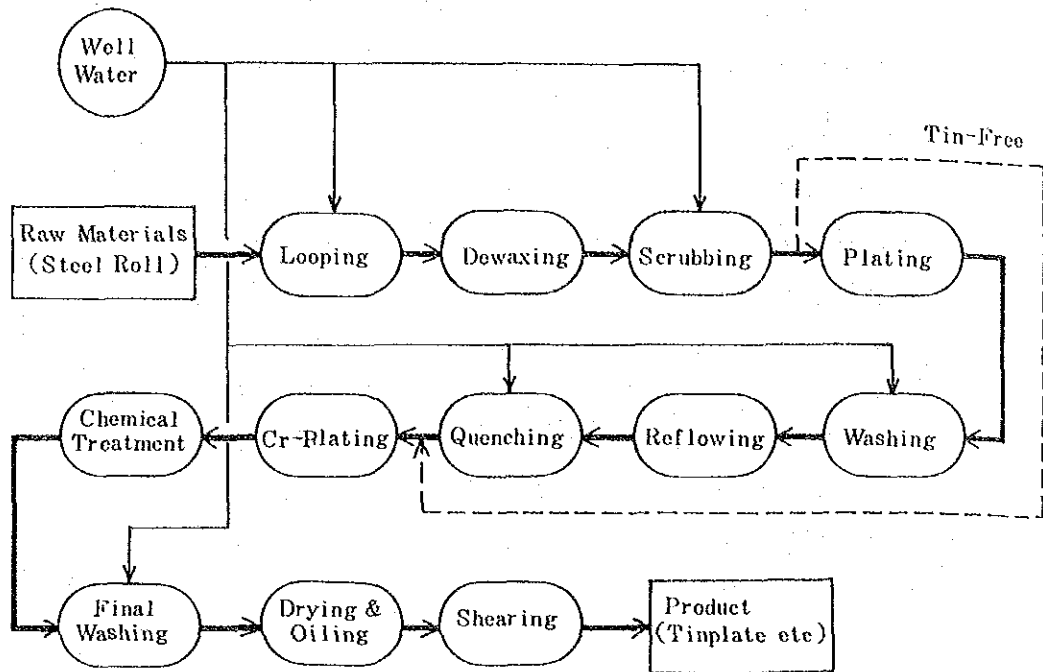 Well
Water
Tin-Free
Raw Materials
(Steel Roll)
Looping
Dewaxing
Scrubbing
Plating
Chemical
Treatment
Cr-Plating
Quenching
Reflowing
Washing
Final
Washing
Drying &
Oiling
Shearing
Product
(Tinplate etc)